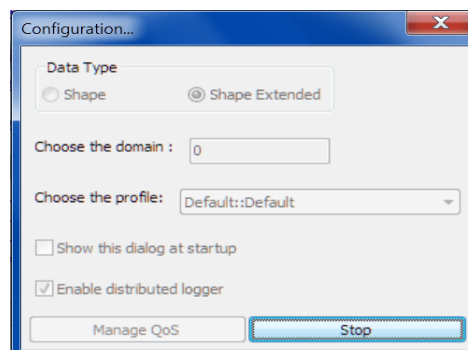 Configuration...
Data Type
Shape Shape Extended
Choose the domain : 0
Choose the profile: Default::Default
Show this dialog at startup
Enable distributed logger
Manage QoS Stop